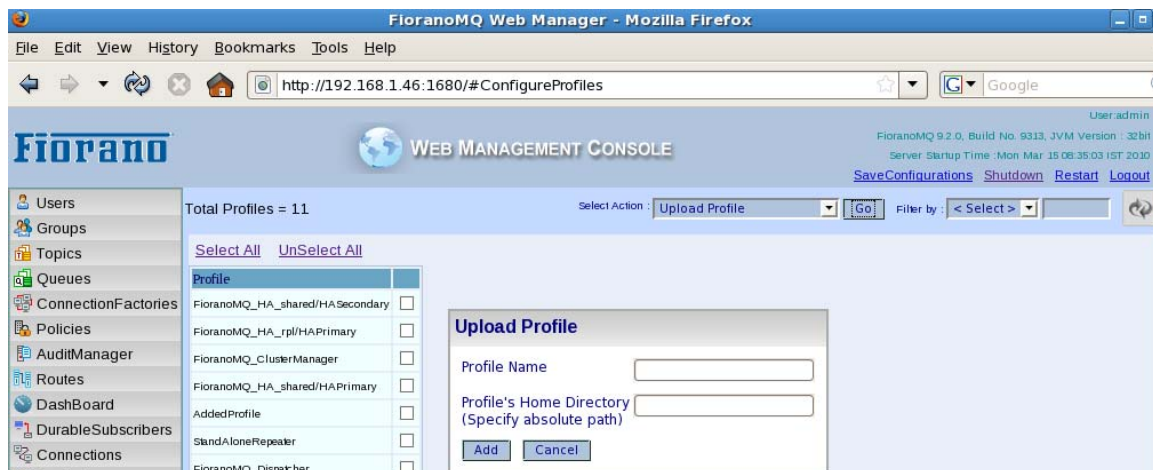 FioranoMQ Web Manager - Mozilla Firefox
File Edit View History Bookmarks Tools Help
http://192.168.1.46:1680/#ConfigureProfiles
G Google
User:admin
Fiorano
WEB MANAGEMENT CONSOLE
FioranoMQ 9.2.0, Build No. 9313, JVM Version : 32bit
Server Startup Time :Mon Mar 15 08:35:03 IST 2010
SaveConfigurations Shutdown Restart Logout
Users
Groups
Topics
Queues
ConnectionFactories
Policies
AuditManager
Routes
DashBoard
DurableSubscribers
Connections
Total Profiles = 11
Select Action : Upload Profile Go Filter by : < Select >
Select All UnSelect All
Profile
FioranoMQ_HA_shared/HASecondary
FioranoMQ_HA_rpl/HAPrimary
FioranoMQ_ClusterManager
FioranoMQ_HA_shared/HAPrimary
AddedProfile
StandAloneRepeater
FioranoMQ_Dispatcher
Upload Profile
Profile Name
Profile's Home Directory
(Specify absolute path)
Add Cancel